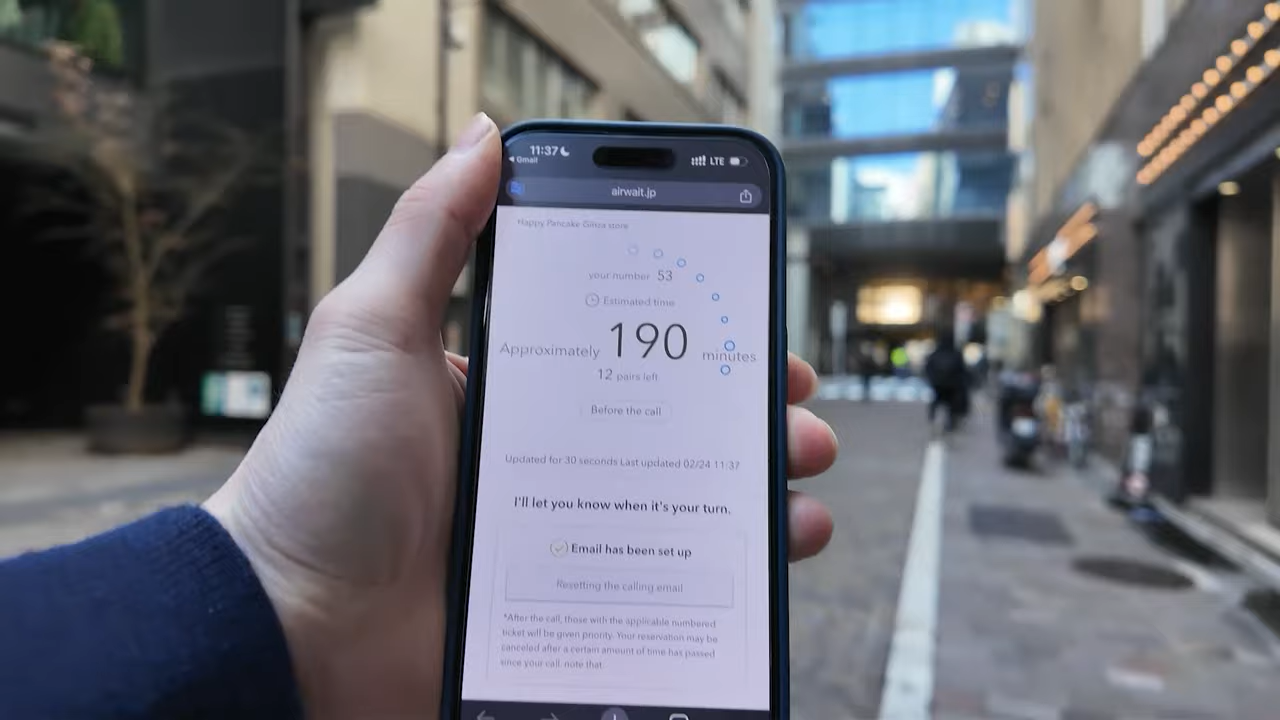 11:37
Gmail
LTE
airwait.jp
Happy Pancake Ginza store
your number 53
Estimated time
Approximately 190 minutes
12 pairs left
Before the call
Updated for 30 seconds Last updated 02/24 11:37
I'll let you know when it's your turn.
Email has been set up
Resetting the calling email
*After the call, those with the applicable numbered
ticket will be given priority. Your reservation may be
canceled after a certain amount of time has passed
since your call. note that.